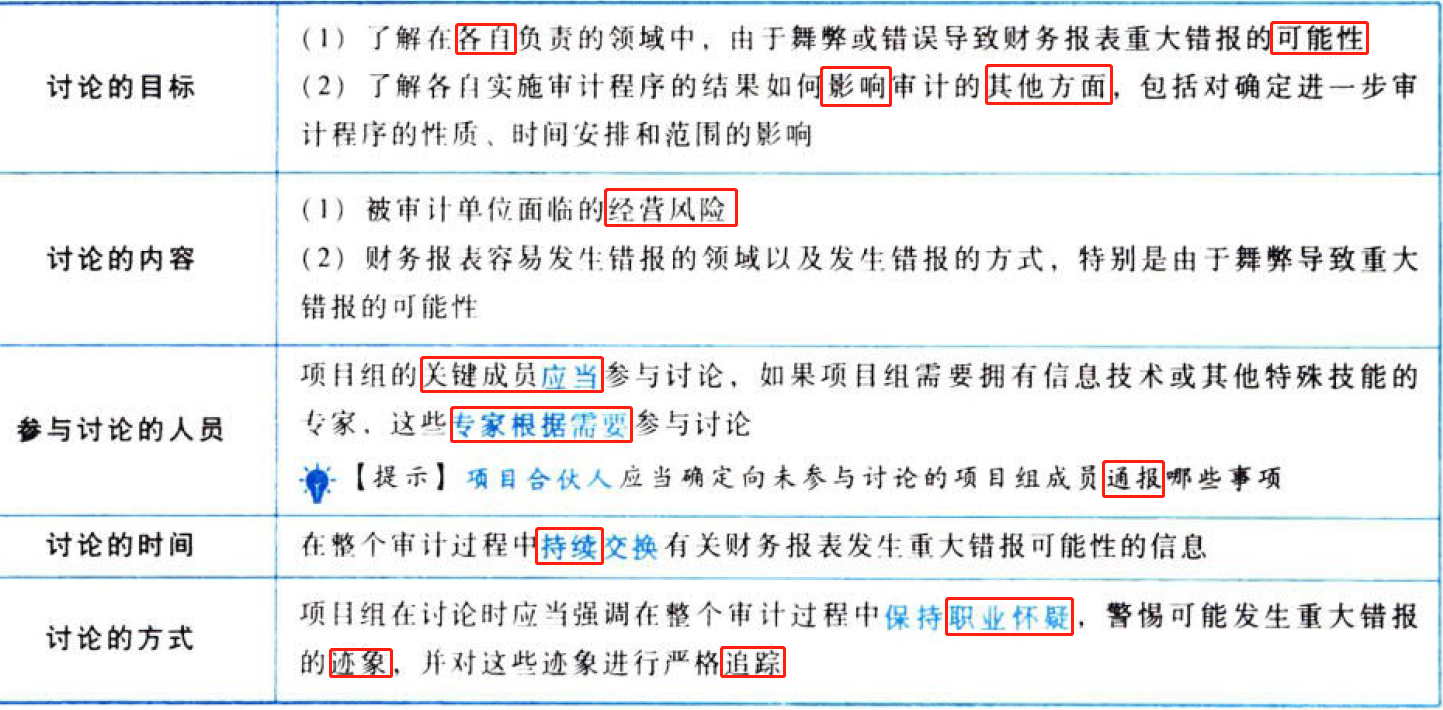 讨论的目标
(1) 了解在各自负责的领域中，由于舞弊或错误导致财务报表重大错报的可能性
(2) 了解各自实施审计程序的结果如何影响审计的其他方面，包括对确定进一步审
计程序的性质、时间安排和范围的影响
讨论的内容
(1) 被审计单位面临的经营风险
(2) 财务报表容易发生错报的领域以及发生错报的方式，特别是由于舞弊导致重大
错报的可能性
参与讨论的人员
项目组的关键成员应当参与讨论，如果项目组需要拥有信息技术或其他特殊技能的
专家，这些专家根据需要参与讨论
【提示】项目合伙人应当确定向未参与讨论的项目组成员通报哪些事项
讨论的时间
在整个审计过程中持续交换有关财务报表发生重大错报可能性的信息
讨论的方式
项目组在讨论时应当强调在整个审计过程中保持职业怀疑，警惕可能发生重大错报
的迹象，并对这些迹象进行严格追踪